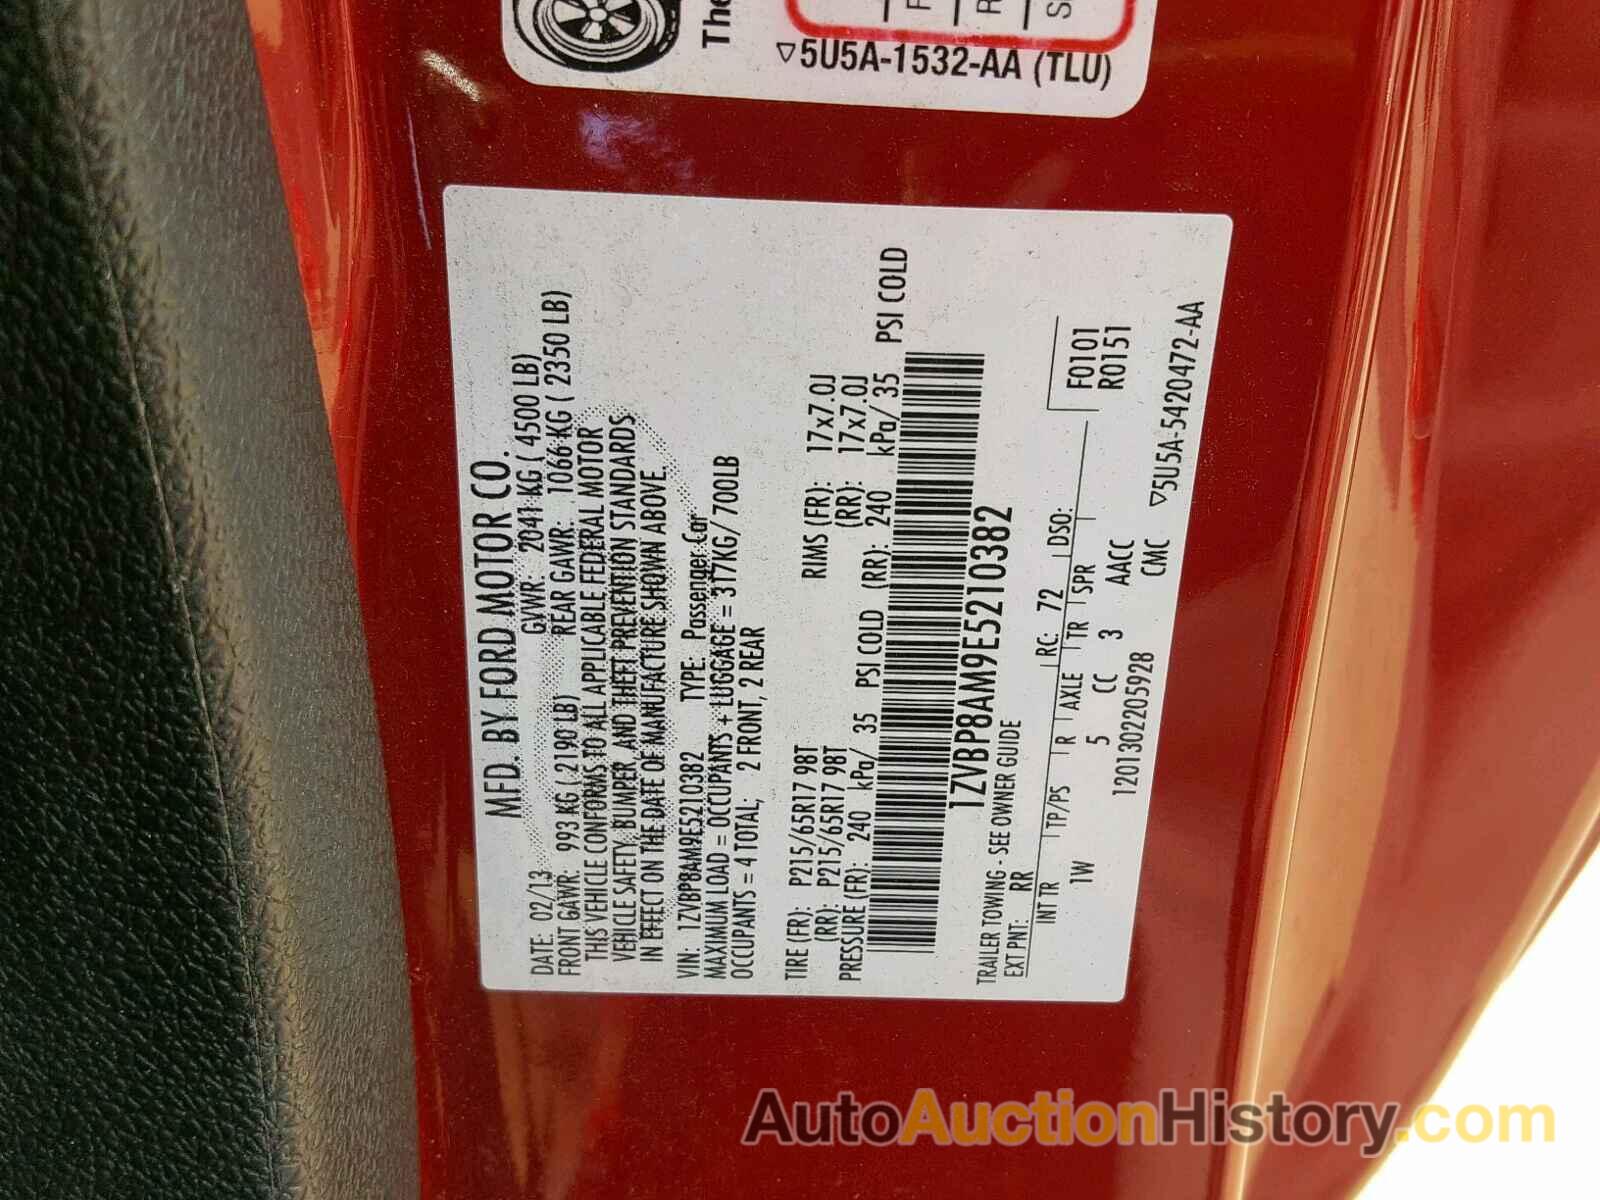 The
F
R
▽5U5A-1532-AA (TLU)
MFD. BY FORD MOTOR CO.
DATE: 02/13 GVWR: 2041 KG ( 4500 LB)
FRONT GAWR: 993 KG ( 2190 LB) REAR GAWR: 1066 KG ( 2350 LB)
THIS VEHICLE CONFORMS TO ALL APPLICABLE FEDERAL MOTOR
VEHICLE SAFETY, BUMPER, AND THEFT PREVENTION STANDARDS
IN EFFECT ON THE DATE OF MANUFACTURE SHOWN ABOVE.
VIN: 1ZVBP8AM9E5210382 TYPE: Passenger Car
MAXIMUM LOAD = OCCUPANTS + LUGGAGE = 317KG/ 700LB
OCCUPANTS = 4 TOTAL; 2 FRONT, 2 REAR
TIRE (FR): P215/65R17 98T RIMS (FR): 17x7.0J
(RR): P215/65R17 98T (RR): 17x7.0J
PRESSURE (FR): 240 kPa/ 35 PSI COLD (RR): 240 kPa/ 35 PSI COLD
1ZVBP8AM9E5210382
TRAILER TOWING - SEE OWNER GUIDE
EXT PNT: RR RC: 72 DSO: F0101
R0151
INT TR TP/PS R AXLE TR SPR
1W 5 CC 3 AACC
1201302205928 CMC
▽5U5A-5420472-AA
AutoAuctionHistory.com